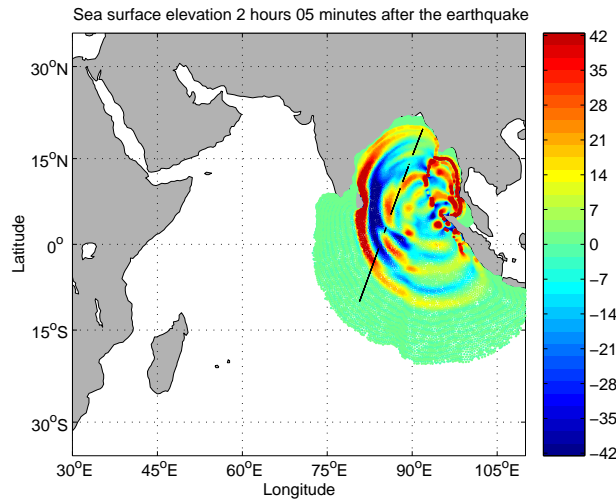 Sea surface elevation 2 hours 05 minutes after the earthquake
42
35
28
21
14
7
0
−7
−14
−21
−28
−35
−42
30°N
15°N
0°
15°S
30°S
Latitude
30°E 45°E 60°E 75°E 90°E 105°E
Longitude